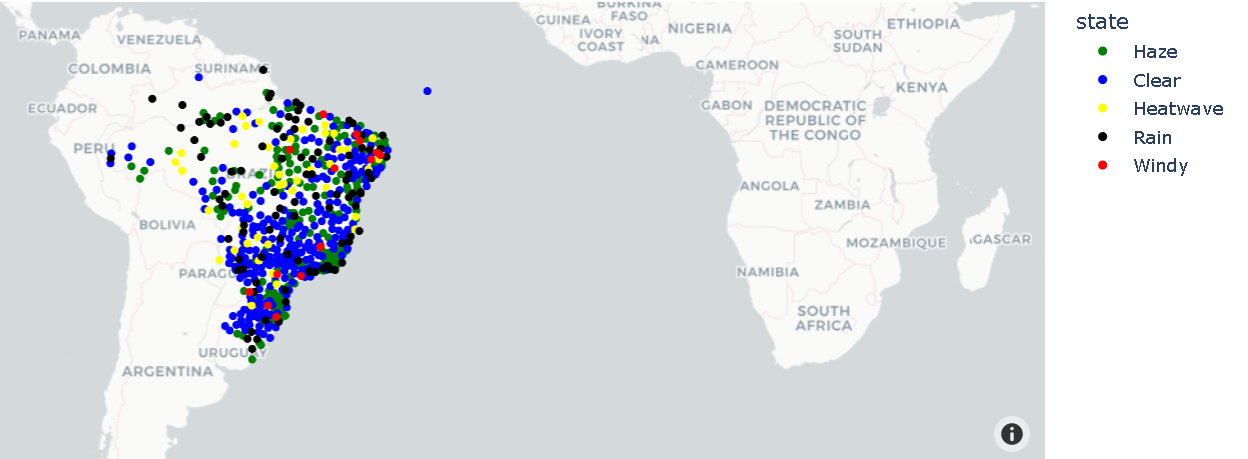 BURKINA
FASO
GUINEA
IVORY
COAST
NIGERIA
ETHIOPIA
SOUTH
SUDAN
PANAMA
VENEZUELA
COLOMBIA
SURINAME
CAMEROON
ECUADOR
GABON
DEMOCRATIC
REPUBLIC OF
THE CONGO
KENYA
PERU
BRAZIL
ANGOLA
ZAMBIA
BOLIVIA
MOZAMBIQUE
AGASCAR
PARAGU
NAMIBIA
SOUTH
AFRICA
URUGUAY
ARGENTINA
state
Haze
Clear
Heatwave
Rain
Windy